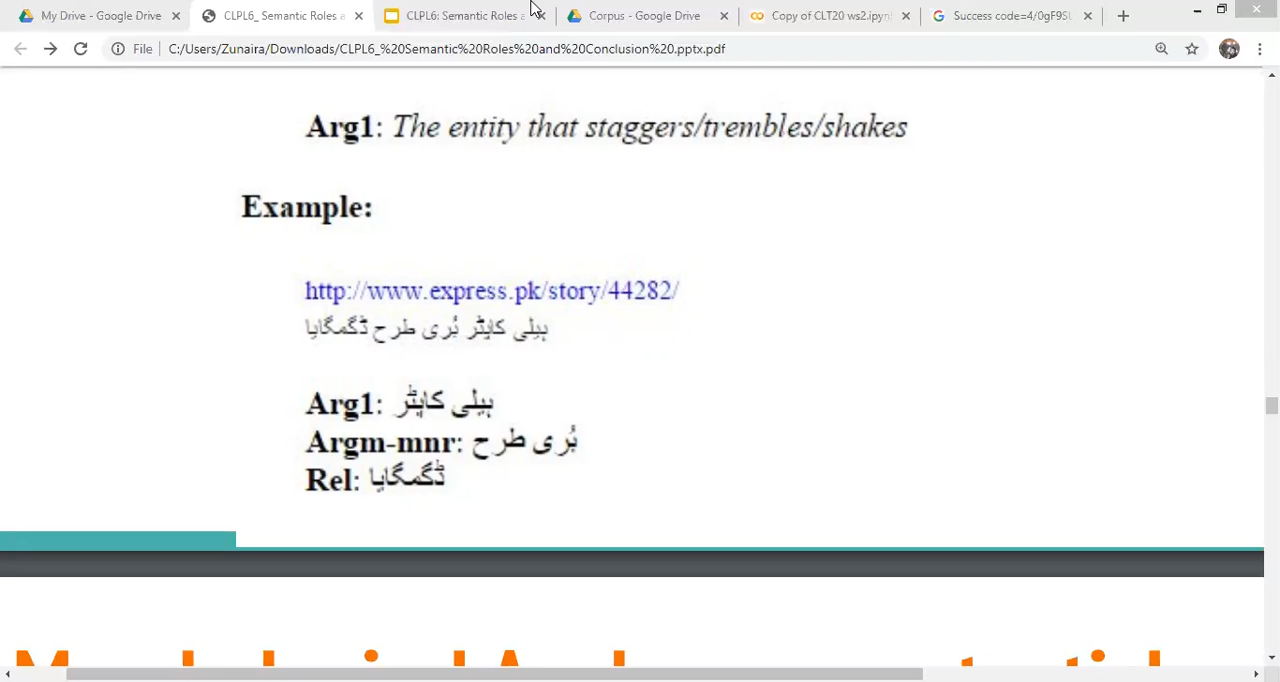 My Drive - Google Drive
CLPL6_ Semantic Roles a
CLPL6: Semantic Roles a
Corpus - Google Drive
Copy of CLT20 ws2.ipynb
Success code=4/0gF9SU
File
C:/Users/Zunaira/Downloads/CLPL6_%20Semantic%20Roles%20and%20Conclusion%20.pptx.pdf
Arg1: The entity that staggers/trembles/shakes
Example:
http://www.express.pk/story/44282/
ہیلی کاپٹر بُری طرح ڈگمگایا
Arg1: ہیلی کاپٹر
Argm-mnr: بُری طرح
Rel: ڈگمگایا